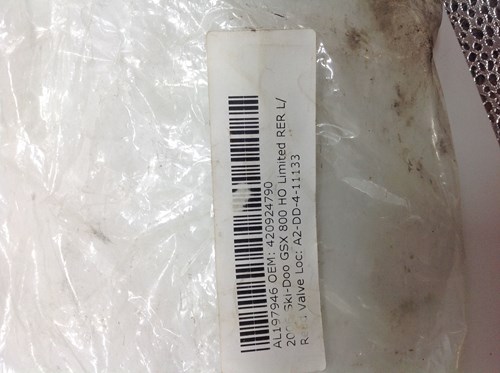 AL197946 OEM: 420924790
Ski-Doo GSX 800 HO Limited RER L/
R Valve Loc: A2-DD-4-11133